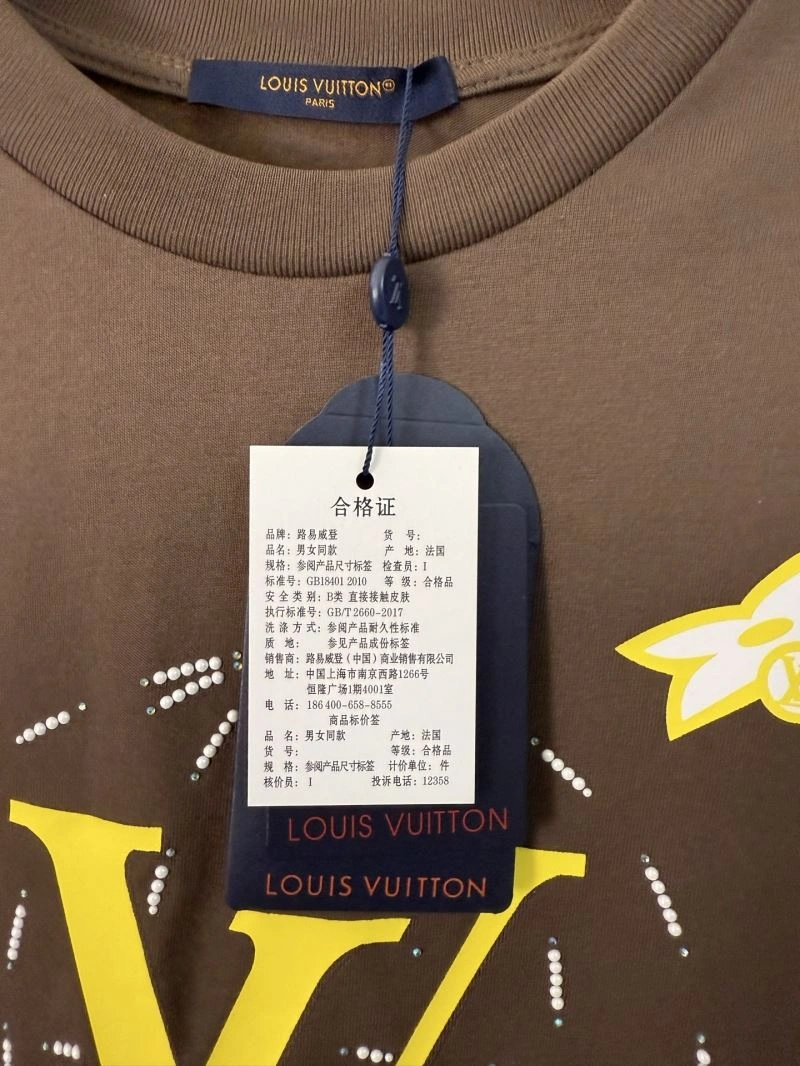 LOUIS VUITTON
PARIS
合格证
品牌：路易威登 货 号：
品名：男女同款 产 地：法国
规格：参阅产品尺寸标签 检查员：I
标准号：GB18401 2010 等 级：合格品
安 全 类 别：B类 直接接触皮肤
执行标准号：GB/T 2660-2017
洗 涤 方 式：参阅产品耐久性标准
质 地： 参见产品成份标签
销售商：路易威登（中国）商业销售有限公司
地 址：中国上海市南京西路1266号
恒隆广场1期4001室
电 话：186 400-658-8555
商品标价签
品 名：男女同款 产地：法国
货 号： 等级：合格品
规 格：参阅产品尺寸标签 计价单位：件
核价员：I 投诉电话：12358
LOUIS VUITTON
LOUIS VUITTON
LV